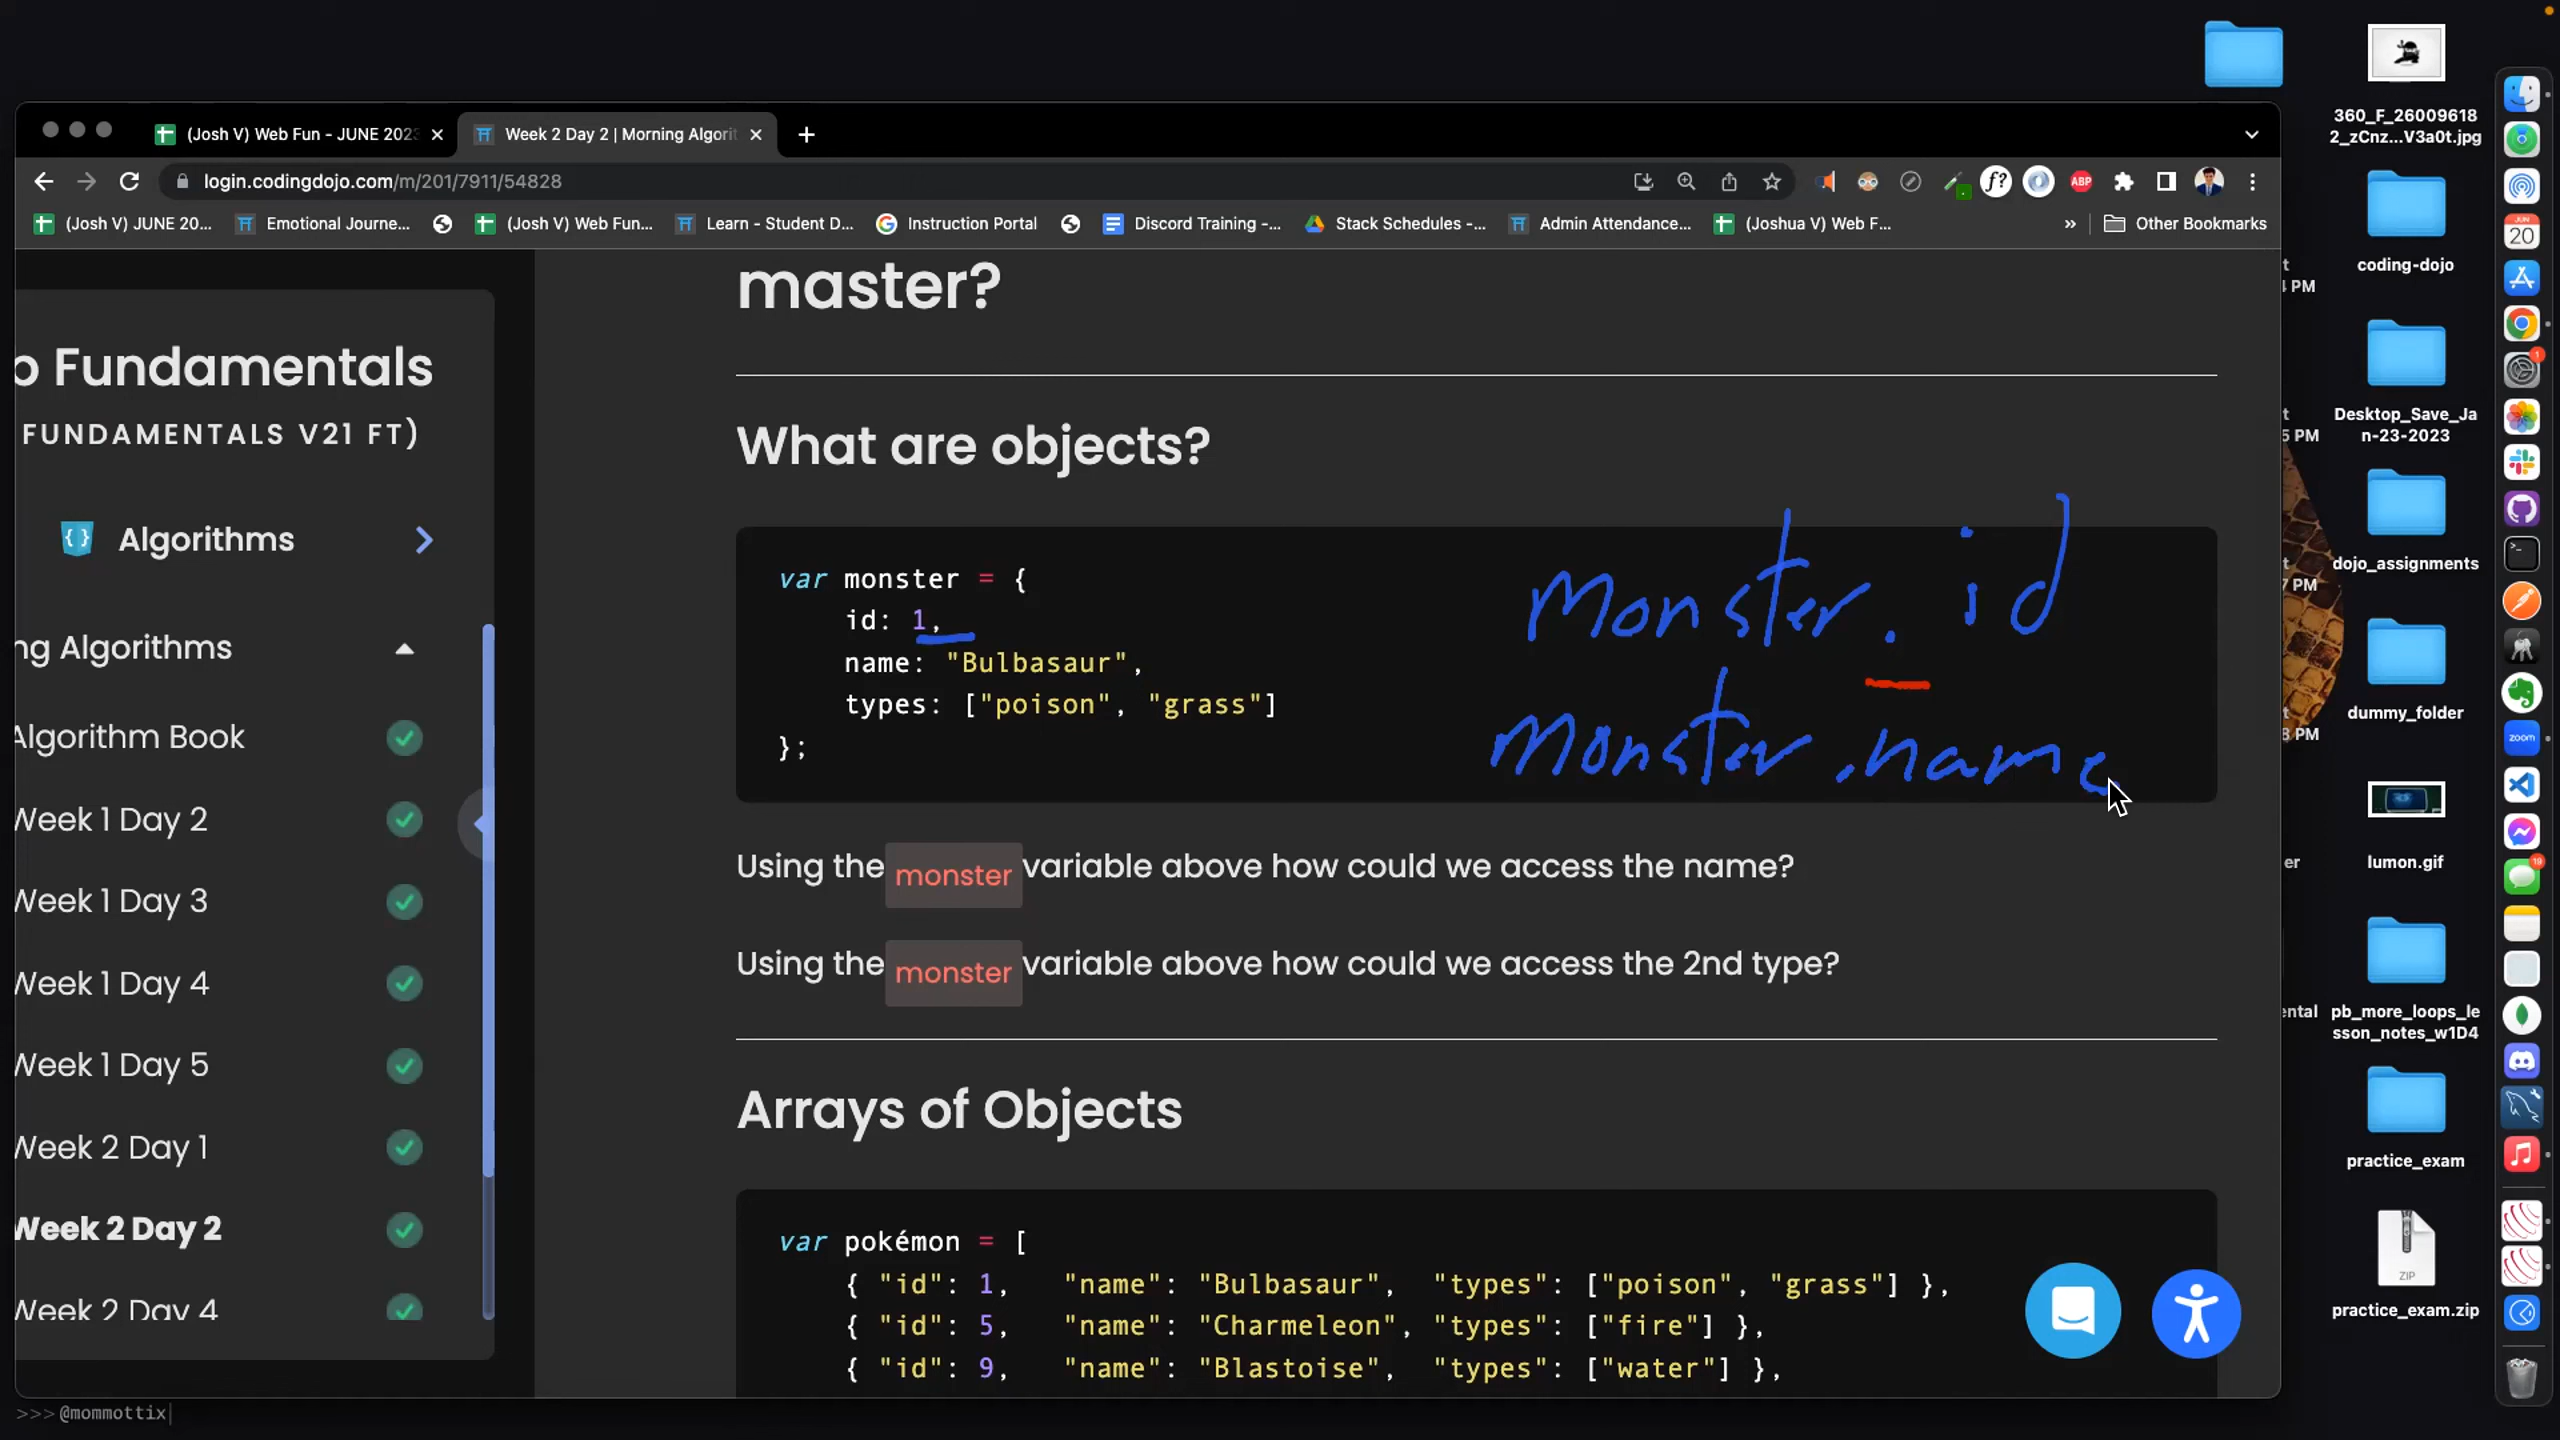 360_F_26009618
2_zCnz...V3a0t.jpg
(Josh V) Web Fun - JUNE 202
Week 2 Day 2 | Morning Algorit
login.codingdojo.com/m/201/7911/54828
ABP
JUN
20
(Josh V) JUNE 20...
Emotional Journe...
(Josh V) Web Fun...
Learn - Student D...
Instruction Portal
Discord Training -...
Stack Schedules -...
Admin Attendance...
(Joshua V) Web F...
Other Bookmarks
coding-dojo
master?
o Fundamentals
FUNDAMENTALS V21 FT)
Algorithms
ng Algorithms
Algorithm Book
Week 1 Day 2
Week 1 Day 3
Week 1 Day 4
Week 1 Day 5
Week 2 Day 1
Week 2 Day 2
Week 2 Day 4
What are objects?
var monster = {
id: 1,
name: "Bulbasaur",
types: ["poison", "grass"]
};
Monster. id
Monster .name
Using the monster variable above how could we access the name?
Using the monster variable above how could we access the 2nd type?
Arrays of Objects
var pokémon = [
{ "id": 1, "name": "Bulbasaur", "types": ["poison", "grass"] },
{ "id": 5, "name": "Charmeleon", "types": ["fire"] },
{ "id": 9, "name": "Blastoise", "types": ["water"] },
Desktop_Save_Ja
n-23-2023
dojo_assignments
dummy_folder
lumon.gif
pb_more_loops_le
sson_notes_w1D4
practice_exam
ZIP
practice_exam.zip
zoom
1
19
>>> @mommottix